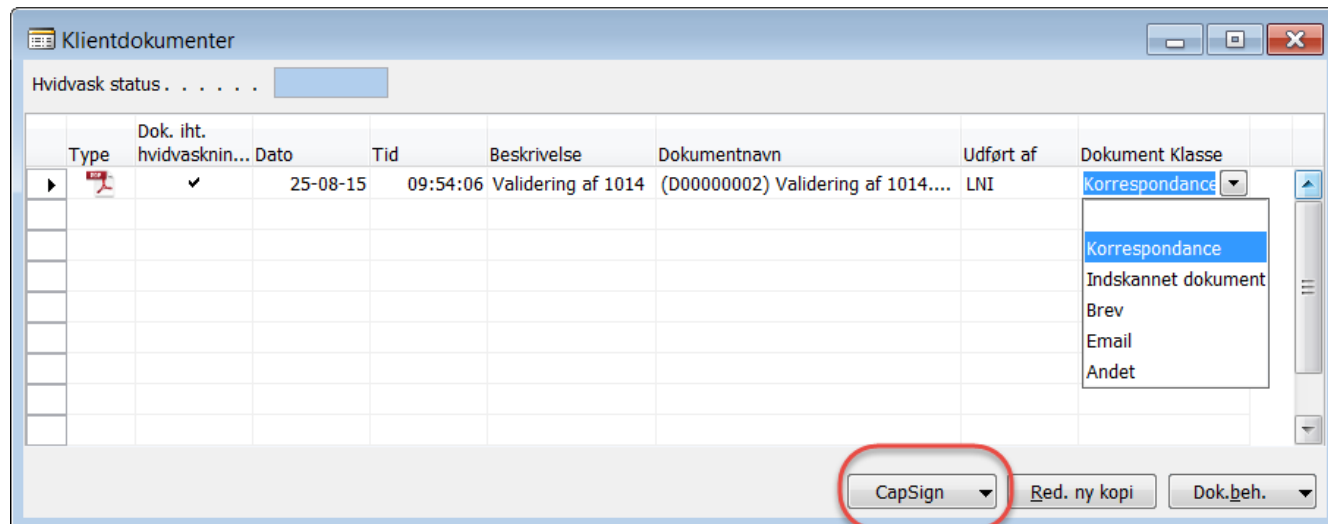 Klientdokumenter
Hvidvask status . . . . . .
Type Dok. iht. hvidvasknin... Dato Tid Beskrivelse Dokumentnavn Udført af Dokument Klasse
25-08-15 09:54:06 Validering af 1014 (D00000002) Validering af 1014.... LNI Korrespondance
Korrespondance
Indskannet dokument
Brev
Email
Andet
CapSign Red. ny kopi Dok.beh.